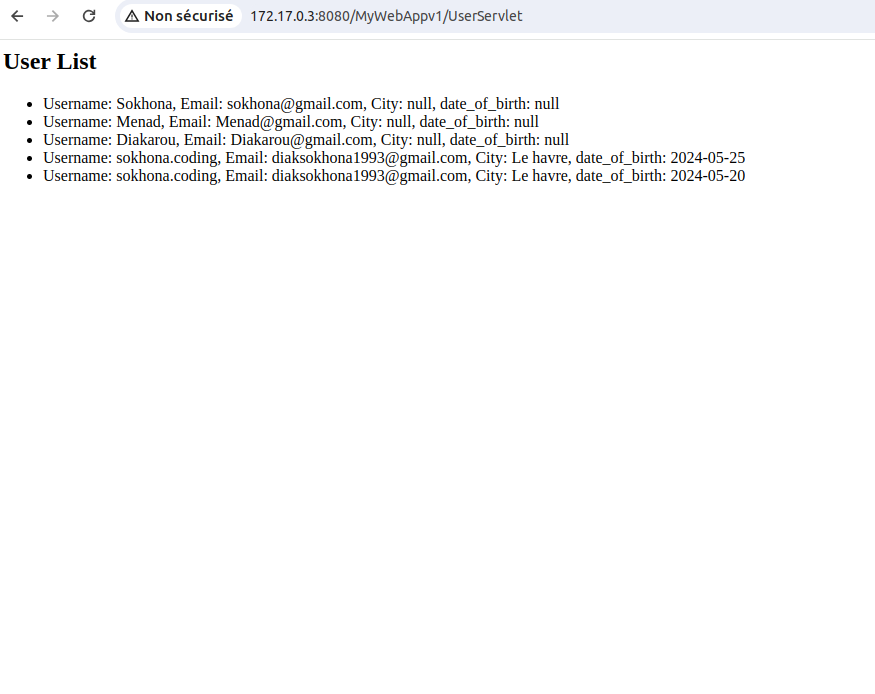 Non sécurisé 172.17.0.3:8080/MyWebAppv1/UserServlet
User List
Username: Sokhona, Email: sokhona@gmail.com, City: null, date_of_birth: null
Username: Menad, Email: Menad@gmail.com, City: null, date_of_birth: null
Username: Diakarou, Email: Diakarou@gmail.com, City: null, date_of_birth: null
Username: sokhona.coding, Email: diaksokhona1993@gmail.com, City: Le havre, date_of_birth: 2024-05-25
Username: sokhona.coding, Email: diaksokhona1993@gmail.com, City: Le havre, date_of_birth: 2024-05-20